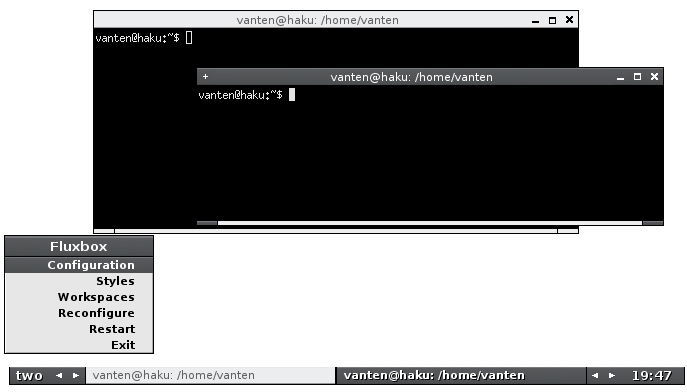 vanten@haku: /home/vanten
vanten@haku:~$
+ vanten@haku: /home/vanten
vanten@haku:~$
Fluxbox
Configuration
Styles
Workspaces
Reconfigure
Restart
Exit
two vanten@haku: /home/vanten vanten@haku: /home/vanten 19:47